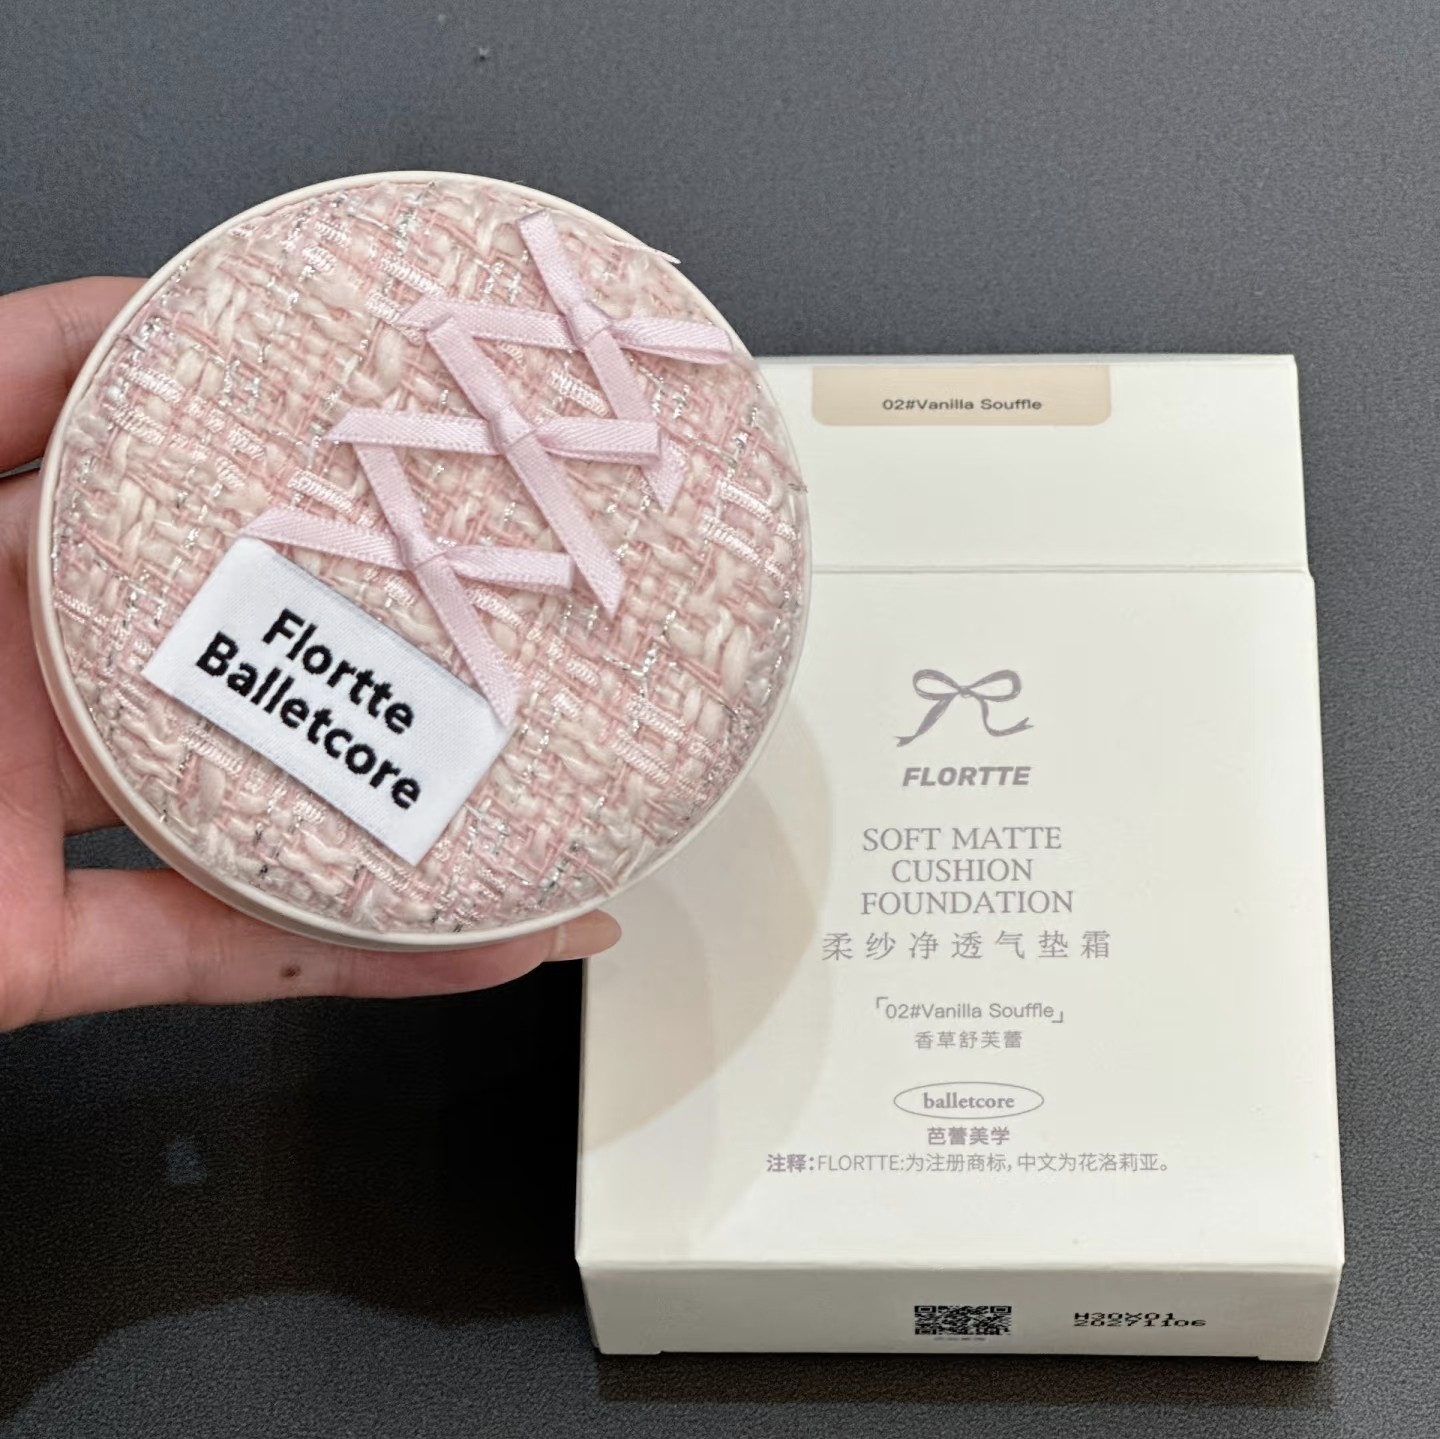 Flortte
Balletcore
02#Vanilla Souffle
FLORTTE
SOFT MATTE
CUSHION
FOUNDATION
柔纱净透气垫霜
「02#Vanilla Souffle」
香草舒芙蕾
balletcore
芭蕾美学
注释：FLORTTE:为注册商标，中文为花洛莉亚。
H30X01
20271106